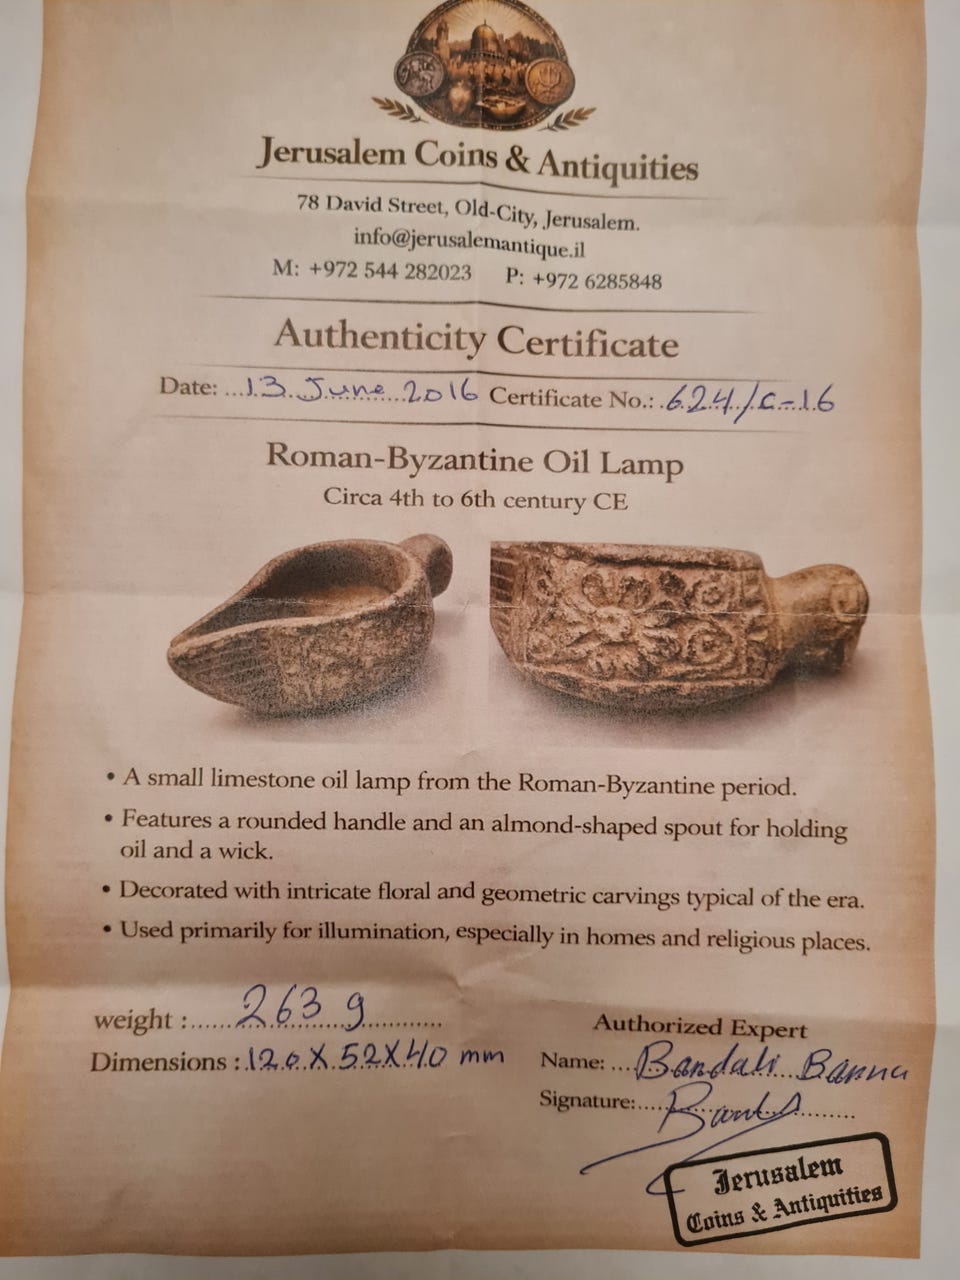 Jerusalem Coins & Antiquities
78 David Street, Old-City, Jerusalem.
info@jerusalemantique.il
M: +972 544 282023 P: +972 6285848
Authenticity Certificate
Date: ...13 June 2016 Certificate No.: .624/c-16
Roman-Byzantine Oil Lamp
Circa 4th to 6th century CE
• A small limestone oil lamp from the Roman-Byzantine period.
• Features a rounded handle and an almond-shaped spout for holding
oil and a wick.
• Decorated with intricate floral and geometric carvings typical of the era.
• Used primarily for illumination, especially in homes and religious places.
weight :......263 g............
Dimensions : 120 X 52 X 40 mm
Authorized Expert
Name: ....Bandali
Signature:....
Jerusalem
Coins & Antiquities